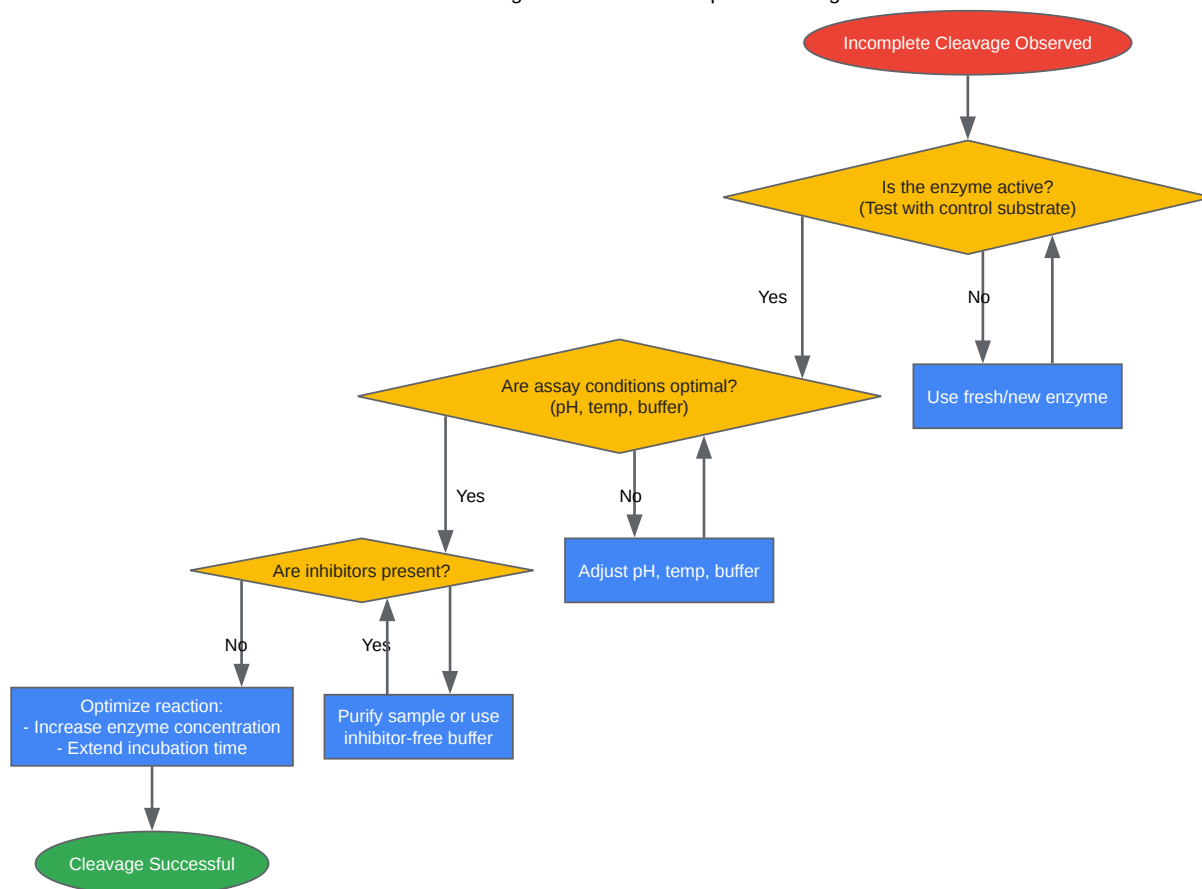 Incomplete Cleavage Observed
Is the enzyme active?
(Test with control substrate)
Yes
No
Are assay conditions optimal?
(pH, temp, buffer)
Use fresh/new enzyme
Yes
No
Are inhibitors present?
Adjust pH, temp, buffer
No
Yes
Optimize reaction:
- Increase enzyme concentration
- Extend incubation time
Purify sample or use
inhibitor-free buffer
Cleavage Successful